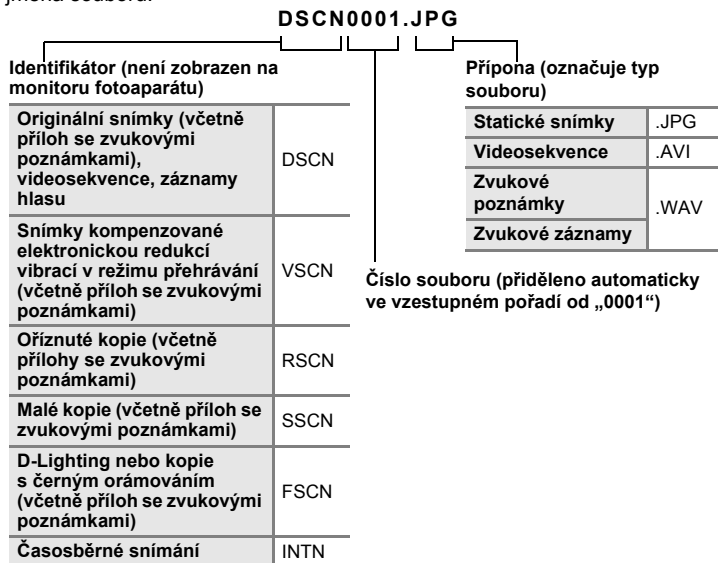 DSCN0001.JPG
Identifikátor (není zobrazen na
monitoru fotoaparátu)
Originální snímky (včetně
příloh se zvukovými
poznámkami),
videosekvence, záznamy
hlasu
DSCN
Snímky kompenzované
elektronickou redukcí
vibrací v režimu přehrávání
(včetně příloh se zvukovými
poznámkami)
VSCN
Oříznuté kopie (včetně
přílohy se zvukovými
poznámkami)
RSCN
Malé kopie (včetně příloh se
zvukovými poznámkami)
SSCN
D-Lighting nebo kopie
s černým orámováním
(včetně příloh se zvukovými
poznámkami)
FSCN
Časosběrné snímání
INTN
Přípona (označuje typ
souboru)
Statické snímky .JPG
Videosekvence .AVI
Zvukové
poznámky
.WAV
Zvukové záznamy
Číslo souboru (přiděleno automaticky
ve vzestupném pořadí od „0001“)